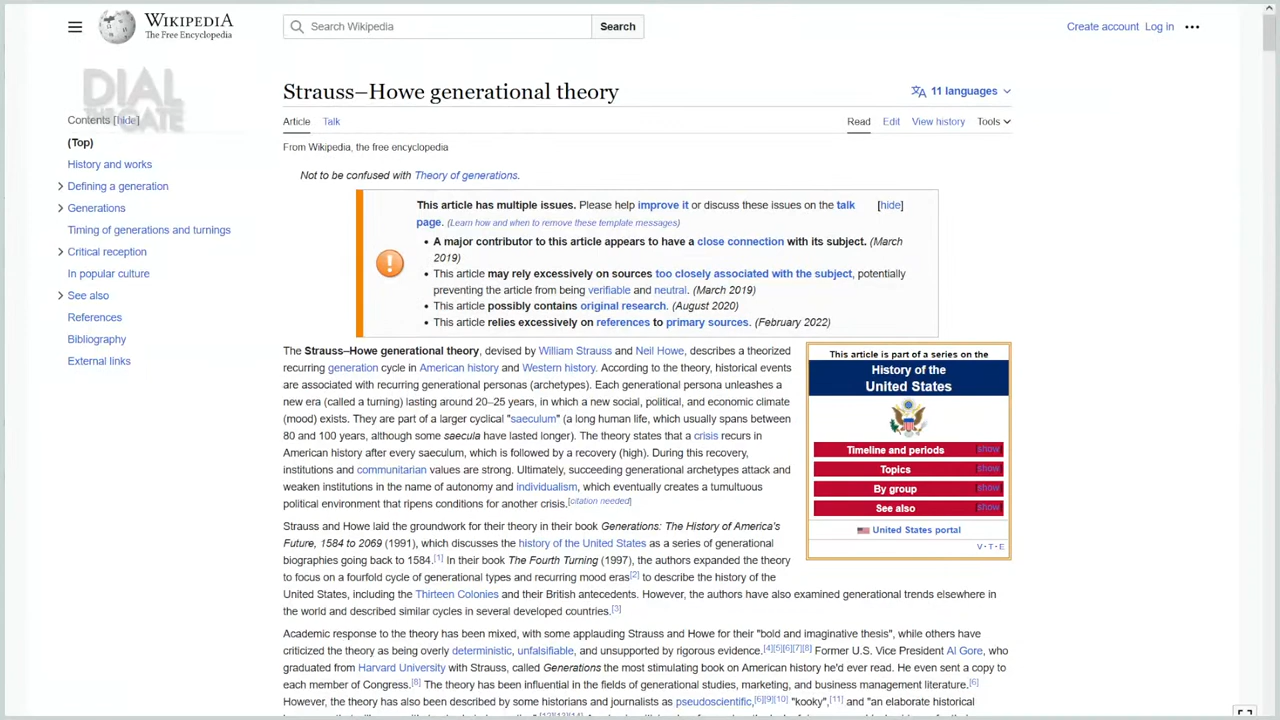 WIKIPEDIA
The Free Encyclopedia
Search Wikipedia
Search
Create account Log in
DIAL
THE GATE
Contents [hide]
(Top)
History and works
Defining a generation
Generations
Timing of generations and turnings
Critical reception
In popular culture
See also
References
Bibliography
External links
Strauss–Howe generational theory
11 languages
Article Talk
Read Edit View history Tools
From Wikipedia, the free encyclopedia
Not to be confused with Theory of generations.
This article has multiple issues. Please help improve it or discuss these issues on the talk [hide]
page. (Learn how and when to remove these template messages)
• A major contributor to this article appears to have a close connection with its subject. (March
2019)
• This article may rely excessively on sources too closely associated with the subject, potentially
preventing the article from being verifiable and neutral. (March 2019)
• This article possibly contains original research. (August 2020)
• This article relies excessively on references to primary sources. (February 2022)
The Strauss–Howe generational theory, devised by William Strauss and Neil Howe, describes a theorized
recurring generation cycle in American history and Western history. According to the theory, historical events
are associated with recurring generational personas (archetypes). Each generational persona unleashes a
new era (called a turning) lasting around 20–25 years, in which a new social, political, and economic climate
(mood) exists. They are part of a larger cyclical "saeculum" (a long human life, which usually spans between
80 and 100 years, although some saecula have lasted longer). The theory states that a crisis recurs in
American history after every saeculum, which is followed by a recovery (high). During this recovery,
institutions and communitarian values are strong. Ultimately, succeeding generational archetypes attack and
weaken institutions in the name of autonomy and individualism, which eventually creates a tumultuous
political environment that ripens conditions for another crisis.[citation needed]
This article is part of a series on the
History of the
United States
Timeline and periods show
Topics show
By group show
See also show
United States portal
V·T·E
Strauss and Howe laid the groundwork for their theory in their book Generations: The History of America's
Future, 1584 to 2069 (1991), which discusses the history of the United States as a series of generational
biographies going back to 1584.[1] In their book The Fourth Turning (1997), the authors expanded the theory
to focus on a fourfold cycle of generational types and recurring mood eras[2] to describe the history of the
United States, including the Thirteen Colonies and their British antecedents. However, the authors have also examined generational trends elsewhere in
the world and described similar cycles in several developed countries.[3]
Academic response to the theory has been mixed, with some applauding Strauss and Howe for their "bold and imaginative thesis", while others have
criticized the theory as being overly deterministic, unfalsifiable, and unsupported by rigorous evidence.[4][5][6][7][8] Former U.S. Vice President Al Gore, who
graduated from Harvard University with Strauss, called Generations the most stimulating book on American history he'd ever read. He even sent a copy to
each member of Congress.[8] The theory has been influential in the fields of generational studies, marketing, and business management literature.[6]
However, the theory has also been described by some historians and journalists as pseudoscientific,[6][9][10] "kooky",[11] and "an elaborate